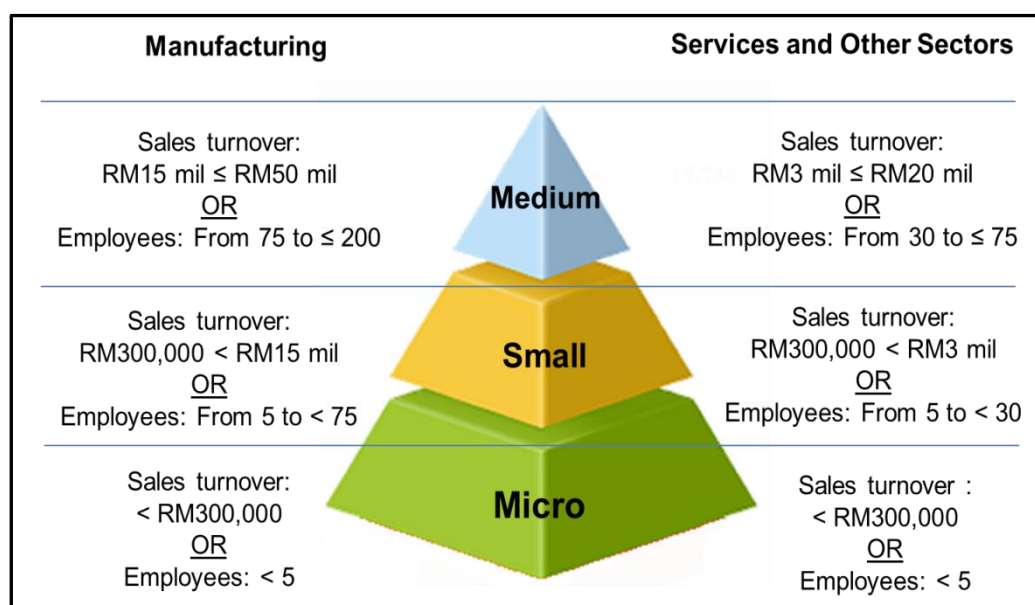 Manufacturing
Services and Other Sectors
Sales turnover:
RM15 mil ≤ RM50 mil
OR
Employees: From 75 to ≤ 200
Medium
Sales turnover:
RM3 mil ≤ RM20 mil
OR
Employees: From 30 to ≤ 75
Sales turnover:
RM300,000 < RM15 mil
OR
Employees: From 5 to < 75
Small
Sales turnover:
RM300,000 < RM3 mil
OR
Employees: From 5 to < 30
Sales turnover:
< RM300,000
OR
Employees: < 5
Micro
Sales turnover :
< RM300,000
OR
Employees: < 5